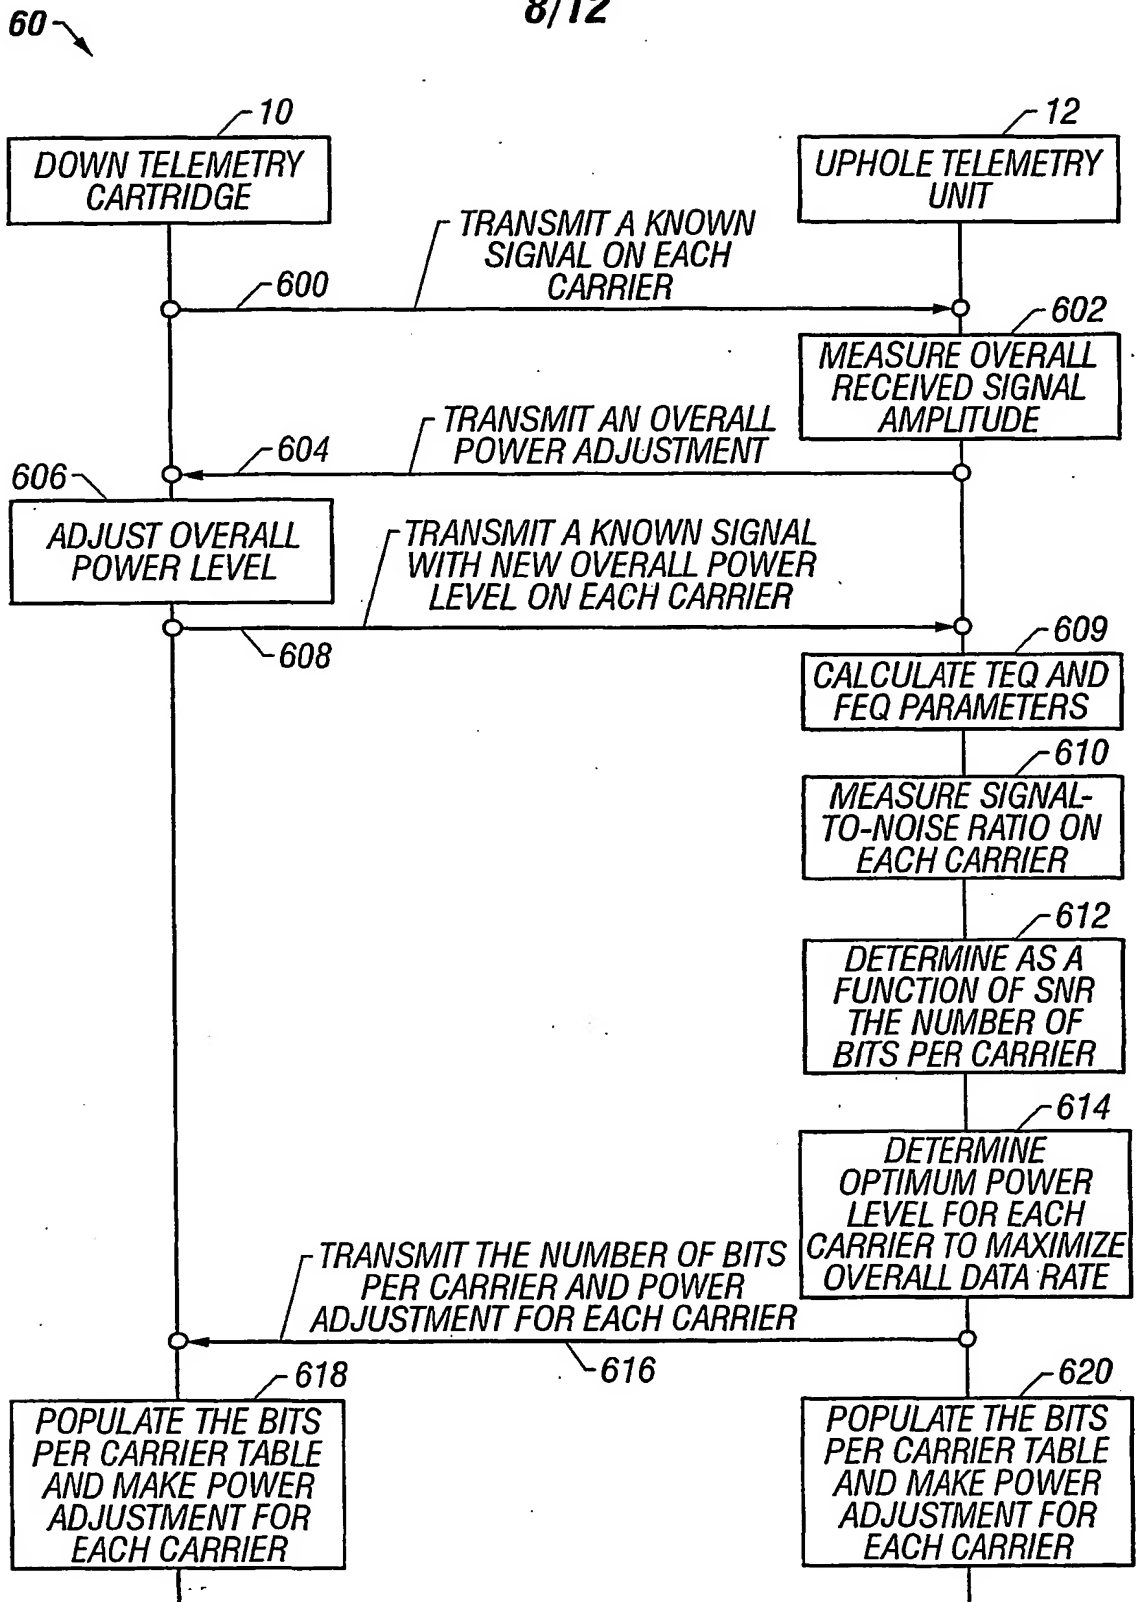 8/12
60
10
12
DOWN TELEMETRY
CARTRIDGE
UPHOLE TELEMETRY
UNIT
TRANSMIT A KNOWN
SIGNAL ON EACH
CARRIER
600
602
MEASURE OVERALL
RECEIVED SIGNAL
AMPLITUDE
TRANSMIT AN OVERALL
POWER ADJUSTMENT
604
606
ADJUST OVERALL
POWER LEVEL
TRANSMIT A KNOWN SIGNAL
WITH NEW OVERALL POWER
LEVEL ON EACH CARRIER
608
609
CALCULATE TEQ AND
FEQ PARAMETERS
610
MEASURE SIGNAL-
TO-NOISE RATIO ON
EACH CARRIER
612
DETERMINE AS A
FUNCTION OF SNR
THE NUMBER OF
BITS PER CARRIER
614
DETERMINE
OPTIMUM POWER
LEVEL FOR EACH
CARRIER TO MAXIMIZE
OVERALL DATA RATE
TRANSMIT THE NUMBER OF BITS
PER CARRIER AND POWER
ADJUSTMENT FOR EACH CARRIER
616
618
POPULATE THE BITS
PER CARRIER TABLE
AND MAKE POWER
ADJUSTMENT FOR
EACH CARRIER
620
POPULATE THE BITS
PER CARRIER TABLE
AND MAKE POWER
ADJUSTMENT FOR
EACH CARRIER